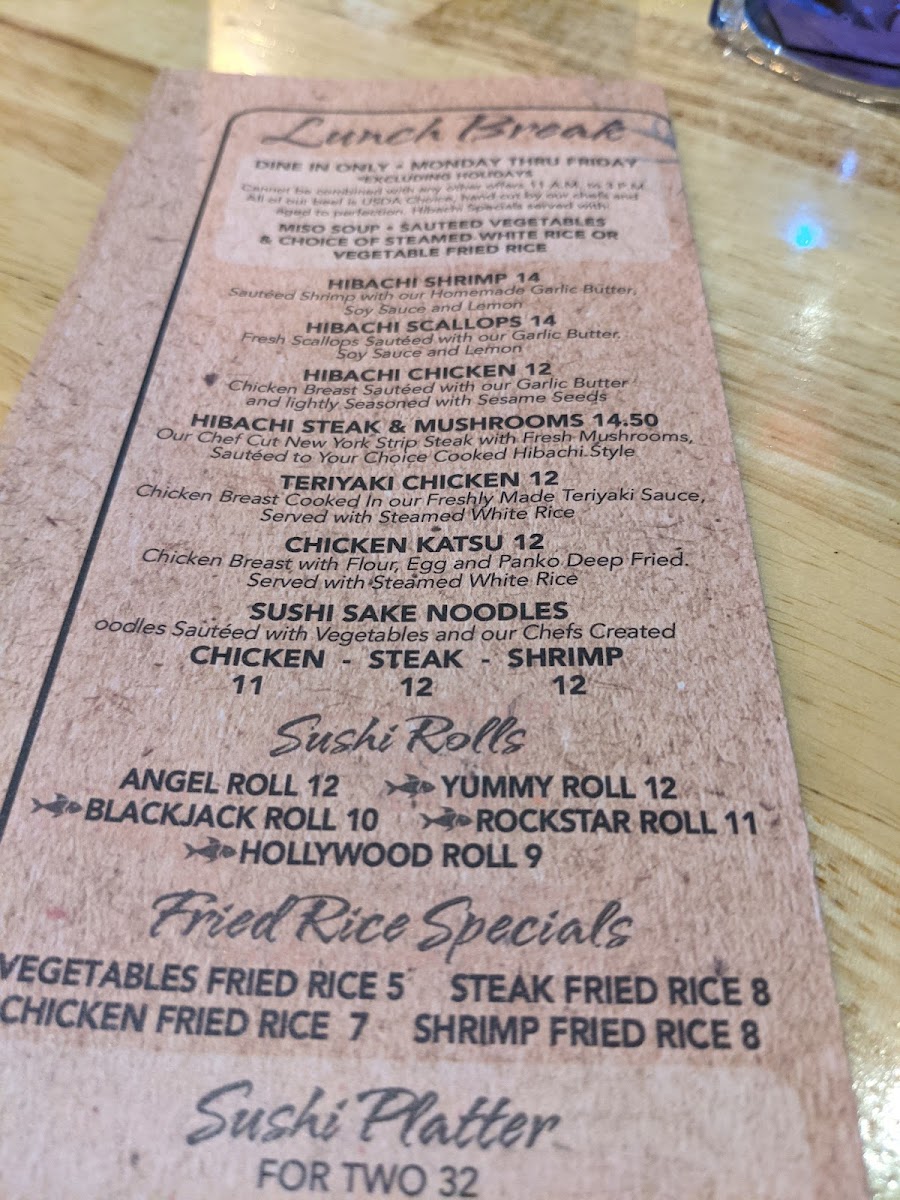 Lunch Break
DINE IN ONLY • MONDAY THRU FRIDAY
*EXCLUDING HOLIDAYS
Cannot be combined with any other offers 11 A.M. to 3 P.M.
All of our beef is USDA Choice, hand cut by our chefs and
Aged to perfection. Hibachi Specials served with:
MISO SOUP • SAUTEED VEGETABLES
& CHOICE OF STEAMED WHITE RICE OR
VEGETABLE FRIED RICE
HIBACHI SHRIMP 14
Sautéed Shrimp with our Homemade Garlic Butter,
Soy Sauce and Lemon
HIBACHI SCALLOPS 14
Fresh Scallops Sautéed with our Garlic Butter.
Soy Sauce and Lemon
HIBACHI CHICKEN 12
Chicken Breast Sautéed with our Garlic Butter
and lightly Seasoned with Sesame Seeds
HIBACHI STEAK & MUSHROOMS 14.50
Our Chef Cut New York Strip Steak with Fresh Mushrooms,
Sautéed to Your Choice Cooked Hibachi Style
TERIYAKI CHICKEN 12
Chicken Breast Cooked In our Freshly Made Teriyaki Sauce,
Served with Steamed White Rice
CHICKEN KATSU 12
Chicken Breast with Flour, Egg and Panko Deep Fried.
Served with Steamed White Rice
SUSHI SAKE NOODLES
oodles Sautéed with Vegetables and our Chefs Created
CHICKEN - STEAK - SHRIMP
11 12 12
Sushi Rolls
ANGEL ROLL 12 YUMMY ROLL 12
BLACKJACK ROLL 10 ROCKSTAR ROLL 11
HOLLYWOOD ROLL 9
Fried Rice Specials
VEGETABLES FRIED RICE 5 STEAK FRIED RICE 8
CHICKEN FRIED RICE 7 SHRIMP FRIED RICE 8
Sushi Platter
FOR TWO 32